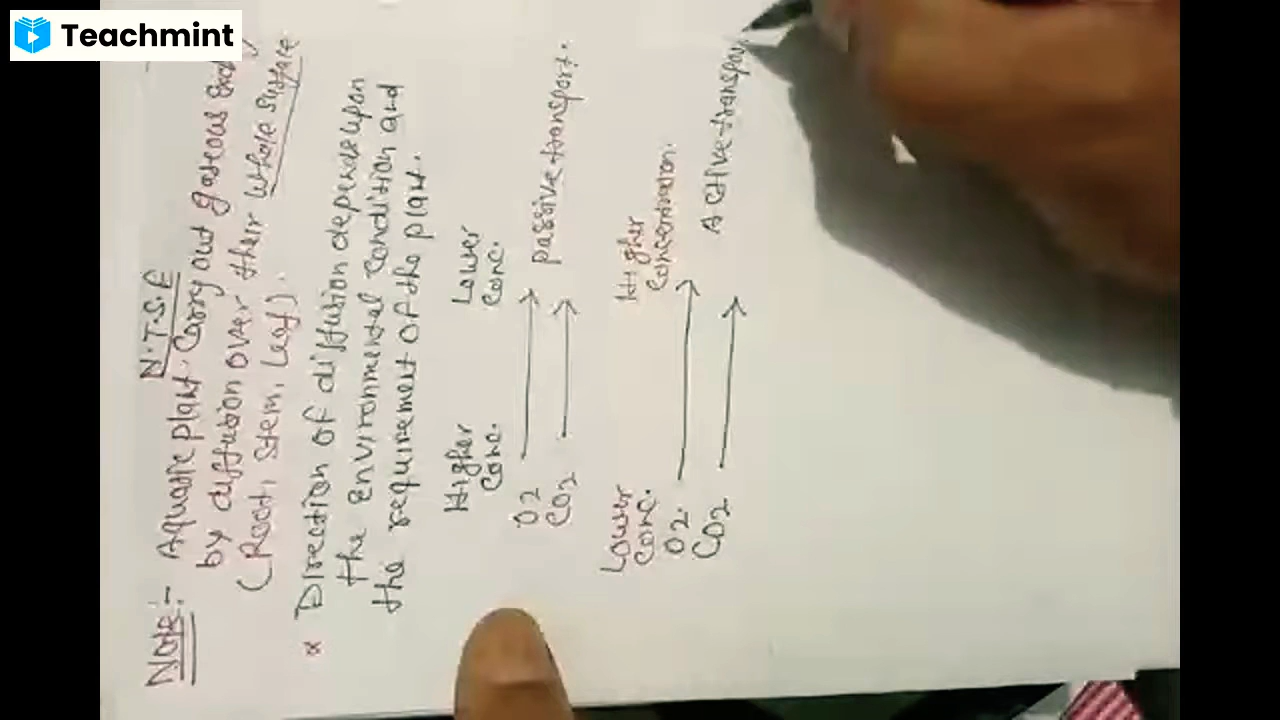 Teachmint
N.T.S.E
Note:- Aquatic plant carry out gaseous
by diffusion over their whole surface
(Root, Stem, Leaf).
* Direction of diffusion depends upon
the environmental condition and
the requirement of the plant.
Higher Conc. Lower Conc.
O2 →
CO2 → passive transport.
Lower Conc. Higher Concentration.
O2. →
CO2 → Active transpo